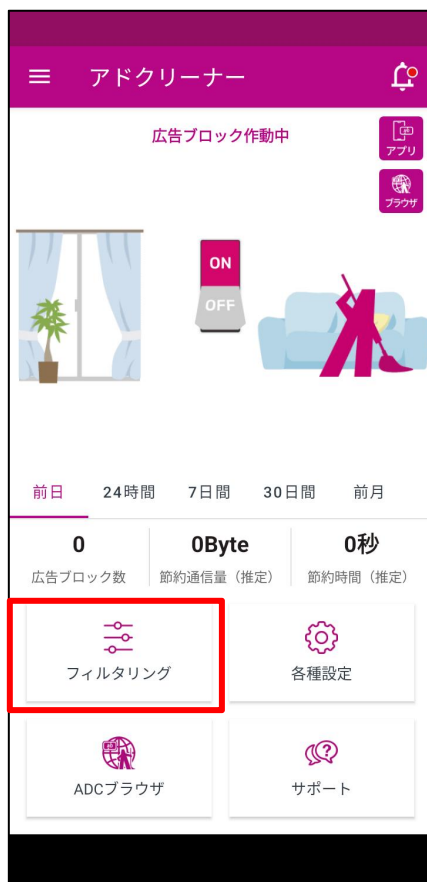 アドクリーナー
広告ブロック作動中
アプリ
ブラウザ
ON
OFF
前日 24時間 7日間 30日間 前月
0 0Byte 0秒
広告ブロック数 節約通信量（推定） 節約時間（推定）
フィルタリング 各種設定
ADCブラウザ サポート